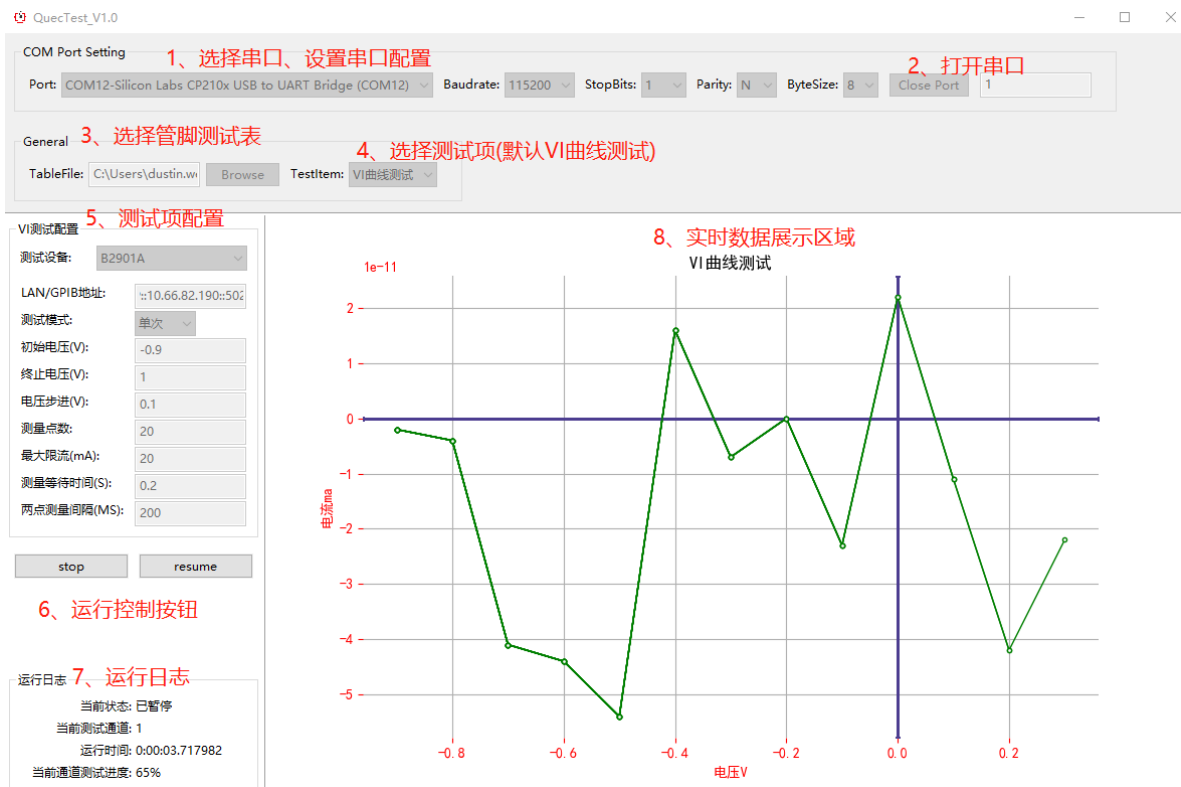 QuecTest_V1.0
COM Port Setting
1、选择串口、设置串口配置
2、打开串口
Port: COM12-Silicon Labs CP210x USB to UART Bridge (COM12) Baudrate: 115200 StopBits: 1 Parity: N ByteSize: 8 Close Port 1
General
3、选择管脚测试表
4、选择测试项(默认VI曲线测试)
TableFile: C:\Users\dustin.w Browse TestItem: VI曲线测试
VI测试配置
5、测试项配置
测试设备: B2901A
LAN/GPIB地址: ::10.66.82.190::502
测试模式: 单次
初始电压(V): -0.9
终止电压(V): 1
电压步进(V): 0.1
测量点数: 20
最大限流(mA): 20
测量等待时间(S): 0.2
两点测量间隔(MS): 200
stop resume
6、运行控制按钮
运行日志
7、运行日志
当前状态: 已暂停
当前测试通道: 1
运行时间: 0:00:03.717982
当前通道测试进度: 65%
8、实时数据展示区域
VI曲线测试
1e-11
2
1
0
-1
-2
-3
-4
-5
电流ma
-0.8 -0.6 -0.4 -0.2 0.0 0.2
电压V